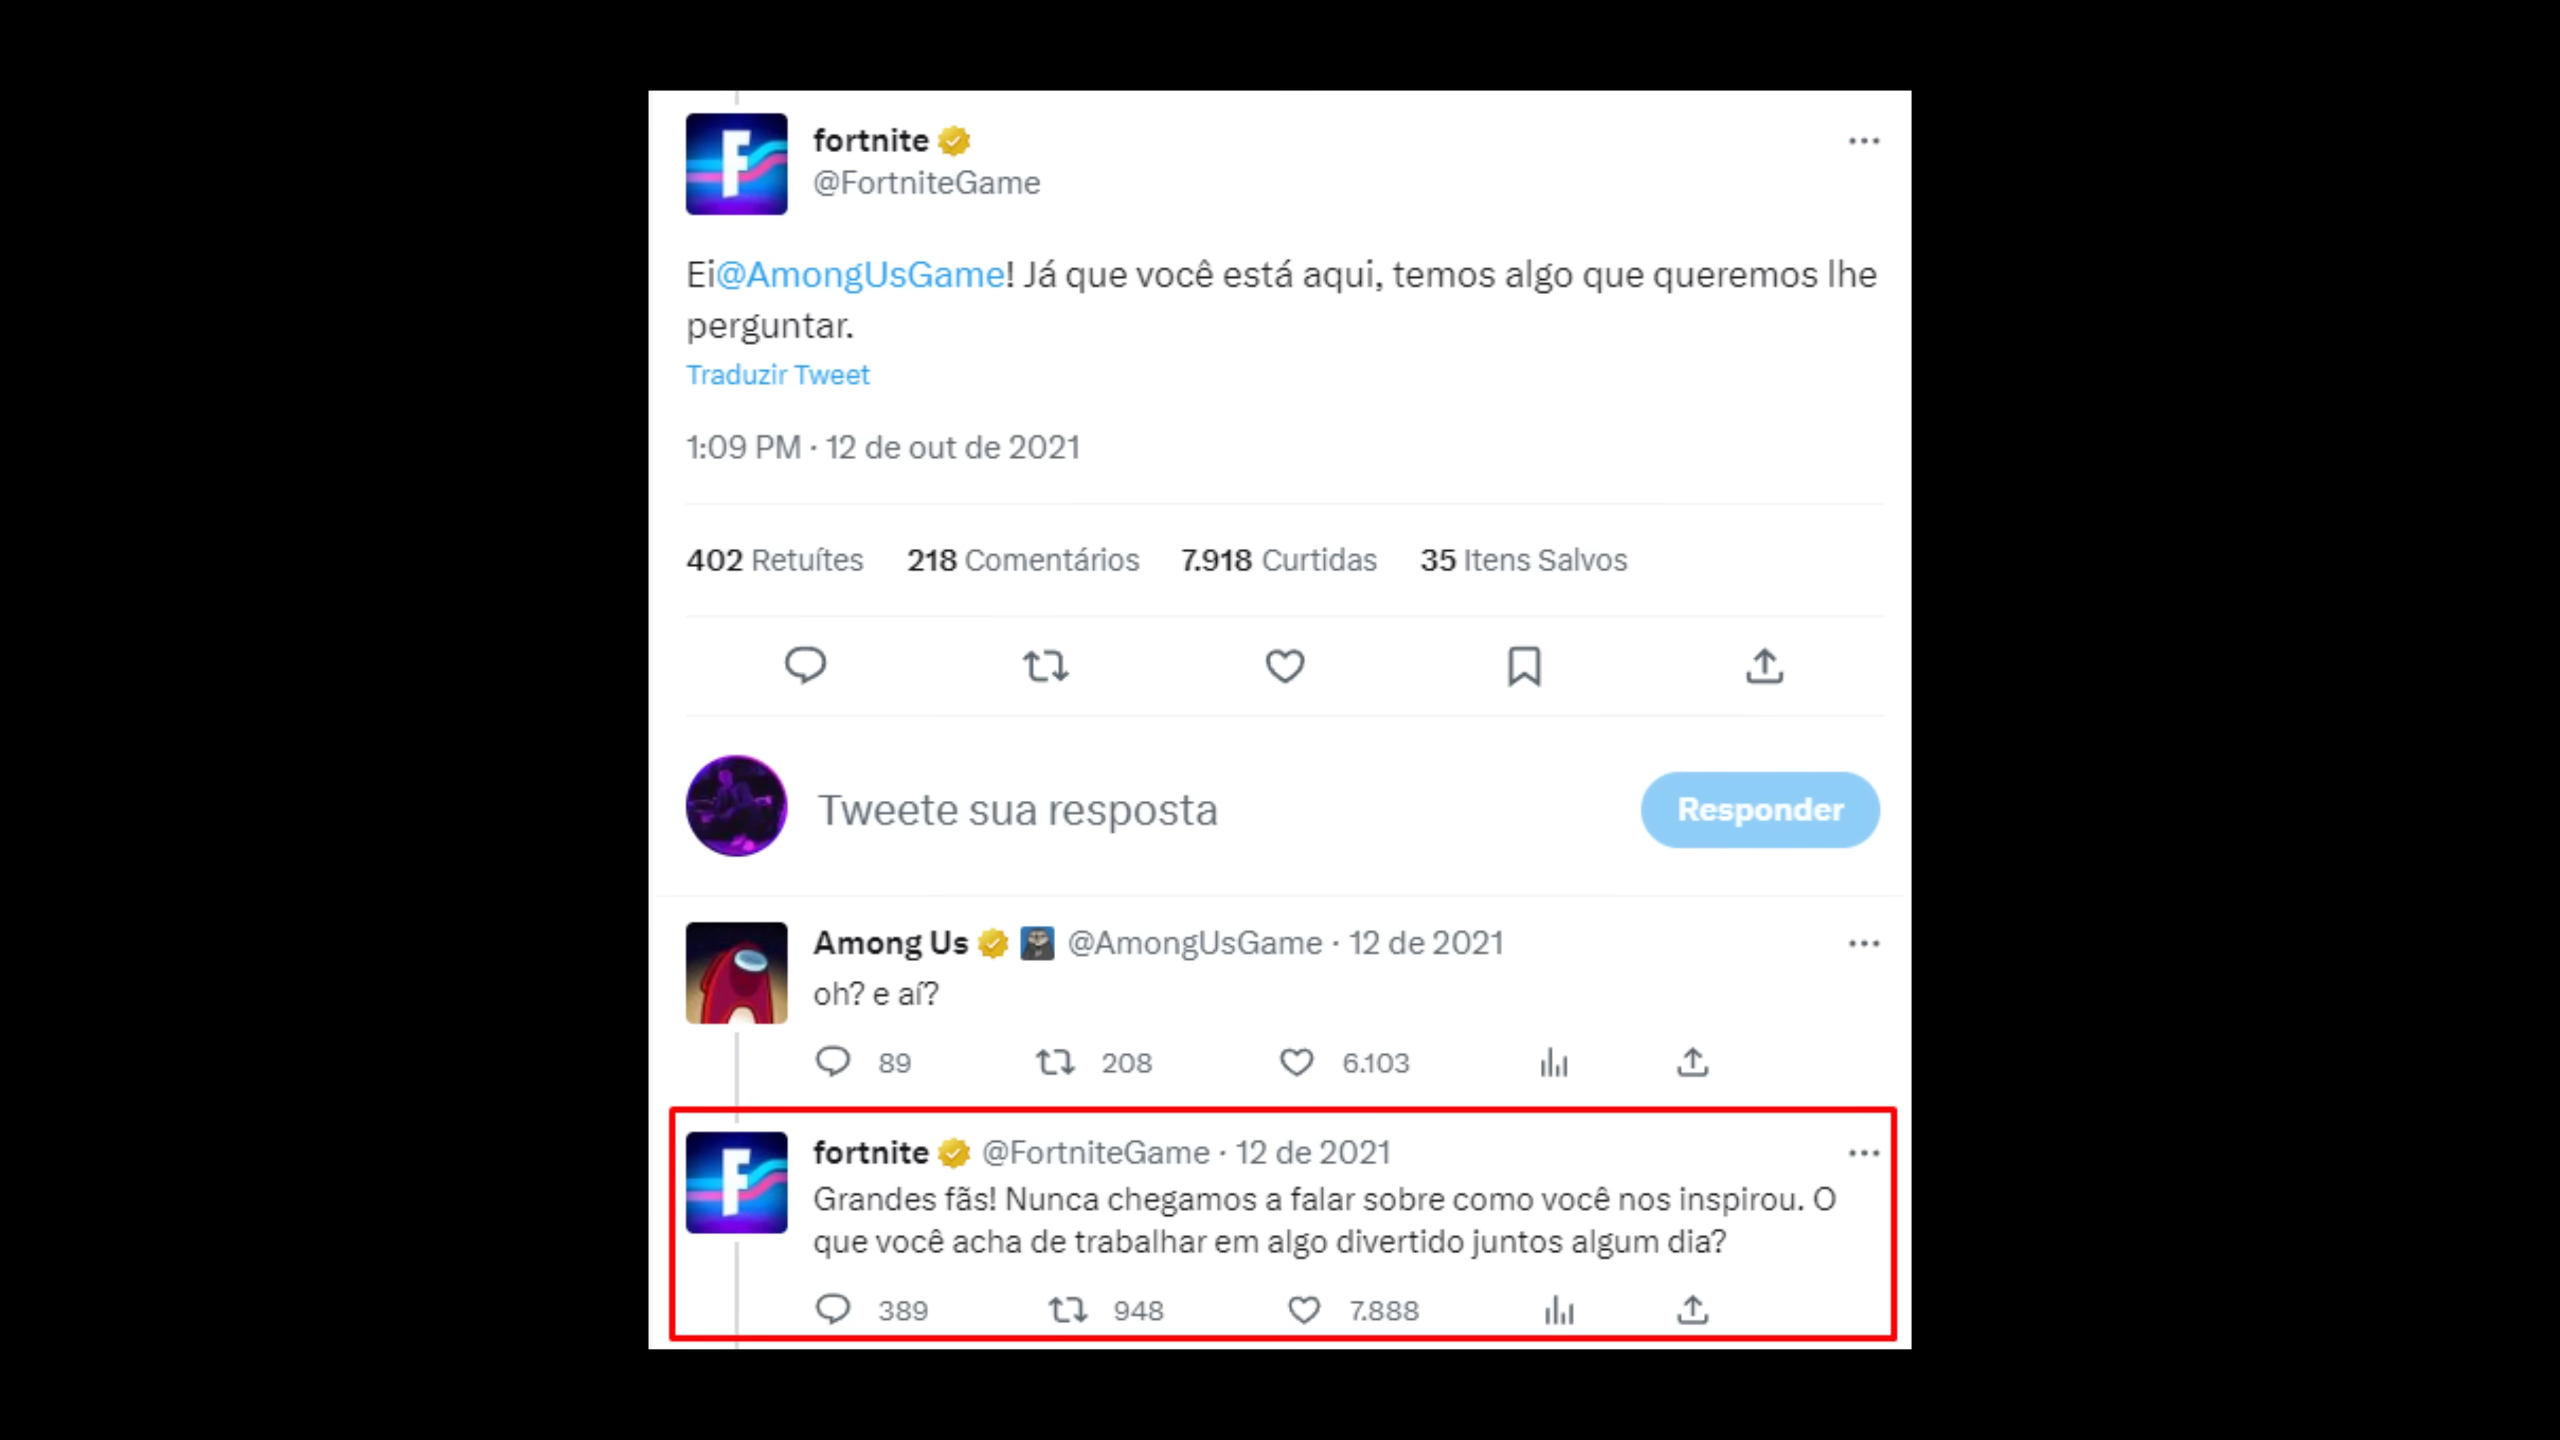 fortnite
@FortniteGame
Ei@AmongUsGame! Já que você está aqui, temos algo que queremos lhe
perguntar.
Traduzir Tweet
1:09 PM · 12 de out de 2021
402 Retuítes 218 Comentários 7.918 Curtidas 35 Itens Salvos
Tweete sua resposta
Responder
Among Us @AmongUsGame · 12 de 2021
oh? e aí?
89 208 6.103
fortnite @FortniteGame · 12 de 2021
Grandes fãs! Nunca chegamos a falar sobre como você nos inspirou. O
que você acha de trabalhar em algo divertido juntos algum dia?
389 948 7.888